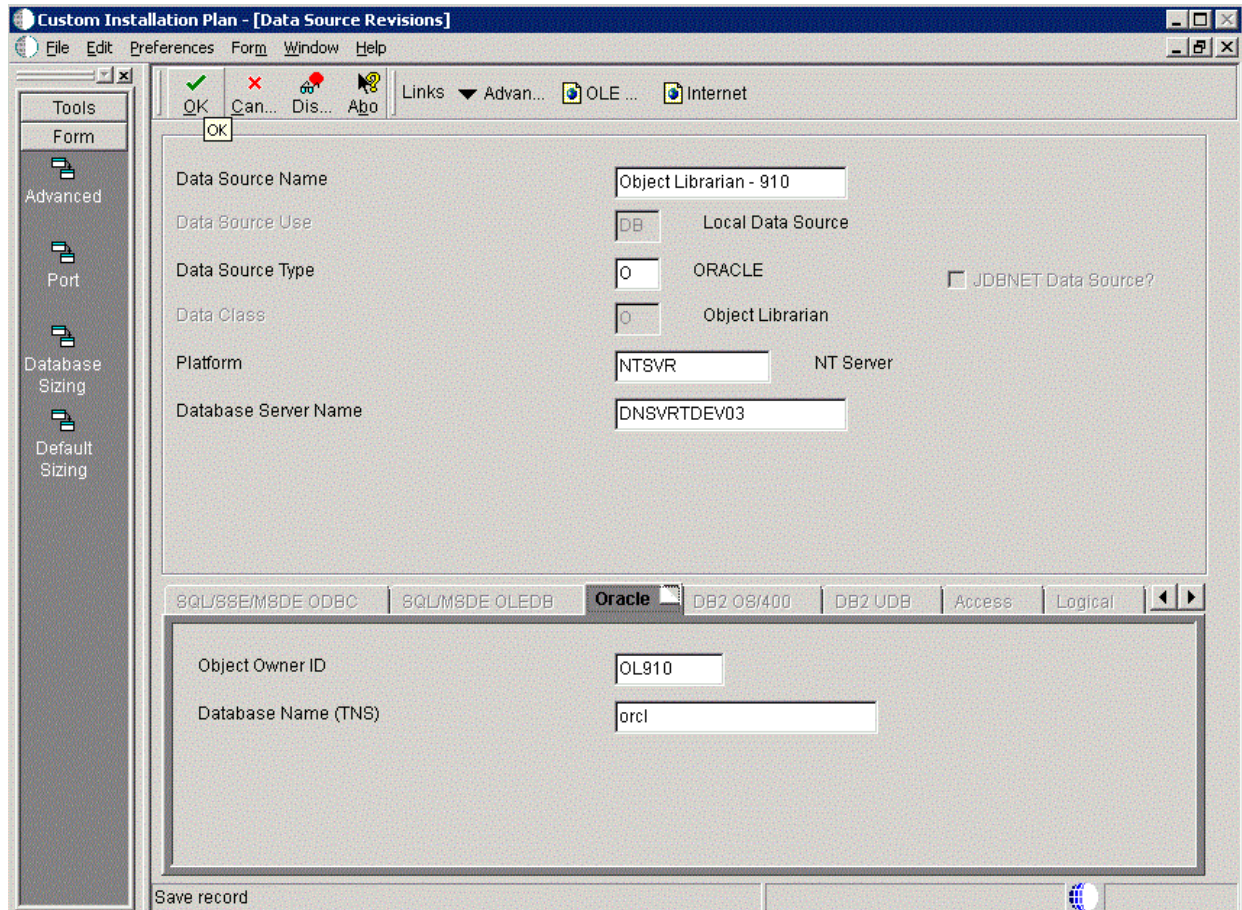 Custom Installation Plan - [Data Source Revisions]
File Edit Preferences Form Window Help
OK Can... Dis... Abo Links Advan... OLE ... Internet
OK
Tools
Form
Advanced
Port
Database
Sizing
Default
Sizing
Data Source Name Object Librarian - 910
Data Source Use DB Local Data Source
Data Source Type O ORACLE JDBNET Data Source?
Data Class O Object Librarian
Platform NTSVR NT Server
Database Server Name DNSVRTDEV03
SQL/SSE/MSDE ODBC SQL/MSDE OLEDB Oracle DB2 OS/400 DB2 UDB Access Logical
Object Owner ID OL910
Database Name (TNS) orcl
Save record